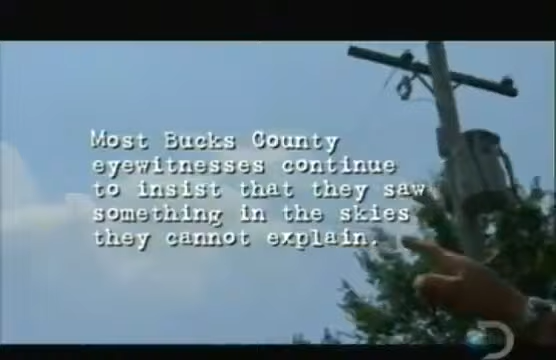 Most Bucks County
eyewitnesses continue
to insist that they saw
something in the skies
they cannot explain.